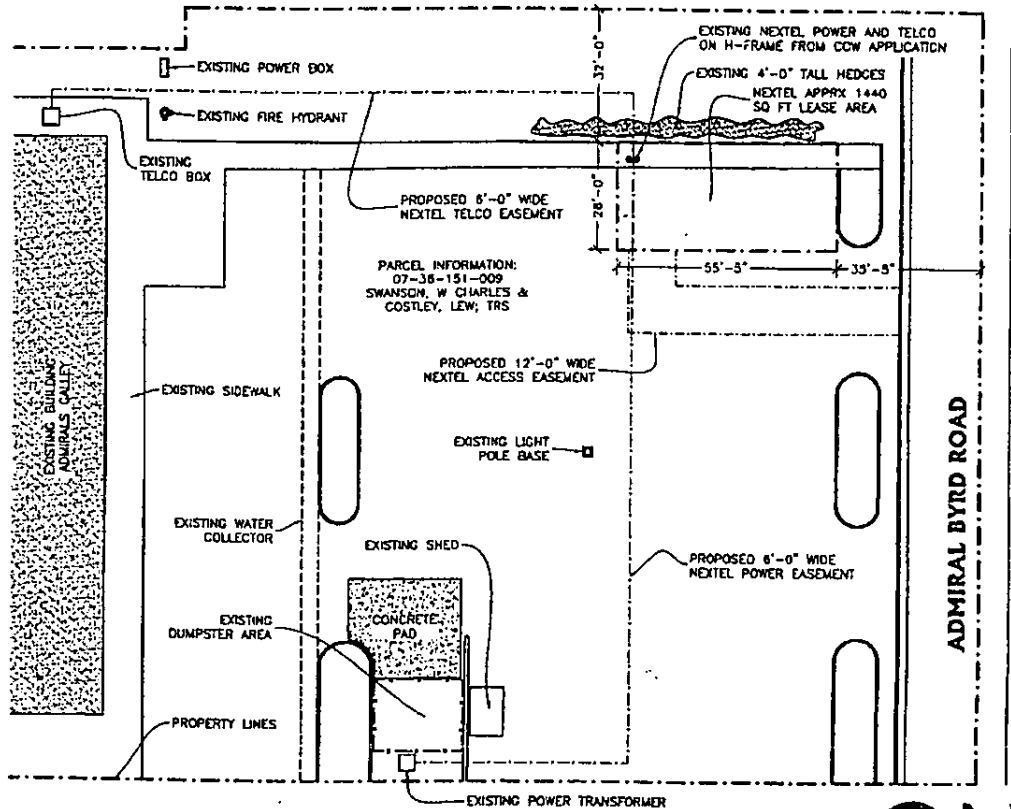 EXISTING NEXTEL POWER AND TELCO
ON H-FRAME FROM COW APPLICATION
EXISTING POWER BOX
32'-0"
EXISTING 4'-0" TALL HEDGES
NEXTEL APPRX 1440
SQ FT LEASE AREA
EXISTING FIRE HYDRANT
EXISTING
TELCO BOX
PROPOSED 6'-0" WIDE
NEXTEL TELCO EASEMENT
26'-0"
PARCEL INFORMATION:
07-36-151-009
SWANSON, W CHARLES &
COSTLEY, LEW; TRS
55'-5"
35'-8"
PROPOSED 12'-0" WIDE
NEXTEL ACCESS EASEMENT
EXISTING SIDEWALK
EXISTING BUILDING
ADMIRALS GALLEY
EXISTING LIGHT
POLE BASE
ADMIRAL BYRD ROAD
EXISTING WATER
COLLECTOR
EXISTING SHED
PROPOSED 6'-0" WIDE
NEXTEL POWER EASEMENT
EXISTING
DUMPSTER AREA
CONCRETE
PAD
PROPERTY LINES
EXISTING POWER TRANSFORMER